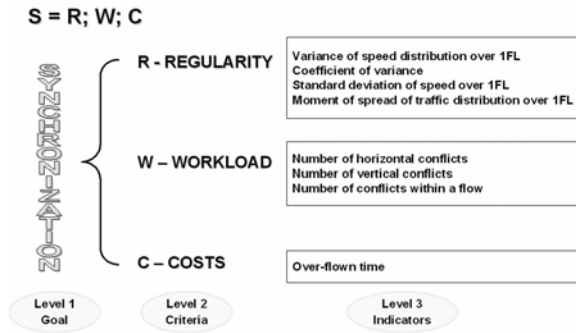 S = R; W; C
SYNCHRONIZATION
R - REGULARITY
Variance of speed distribution over 1FL
Coefficient of variance
Standard deviation of speed over 1FL
Moment of spread of traffic distribution over 1FL
W – WORKLOAD
Number of horizontal conflicts
Number of vertical conflicts
Number of conflicts within a flow
C – COSTS
Over-flown time
Level 1
Goal
Level 2
Criteria
Level 3
Indicators